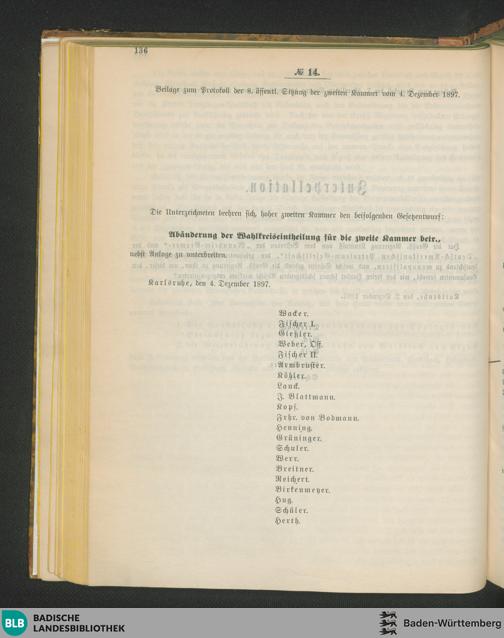 136
№ 14.
Beilage zum Protokoll der 8. öffentl. Sitzung der zweiten Kammer vom 4. Dezember 1897.
Die Unterzeichneten beehren sich, hoher zweiten Kammer den beifolgenden Gesetzentwurf:
Abänderung der Wahlkreiseintheilung für die zweite Kammer betr.,
nebst Anlage zu unterbreiten.
Karlsruhe, den 4. Dezember 1897.
Wacker.
Fischer I.
Gießler.
Weber, Off.
Fischer II.
Armbruster.
Köhler.
Lauck.
J. Blattmann.
Kopf.
Frhr. von Bodmann.
Hennig.
Grüninger.
Schuler.
Werr.
Breitner.
Reichert.
Birkenmeyer.
Hug.
Schüler.
Herth.
BLB BADISCHE
LANDESBIBLIOTHEK
Baden-Württemberg